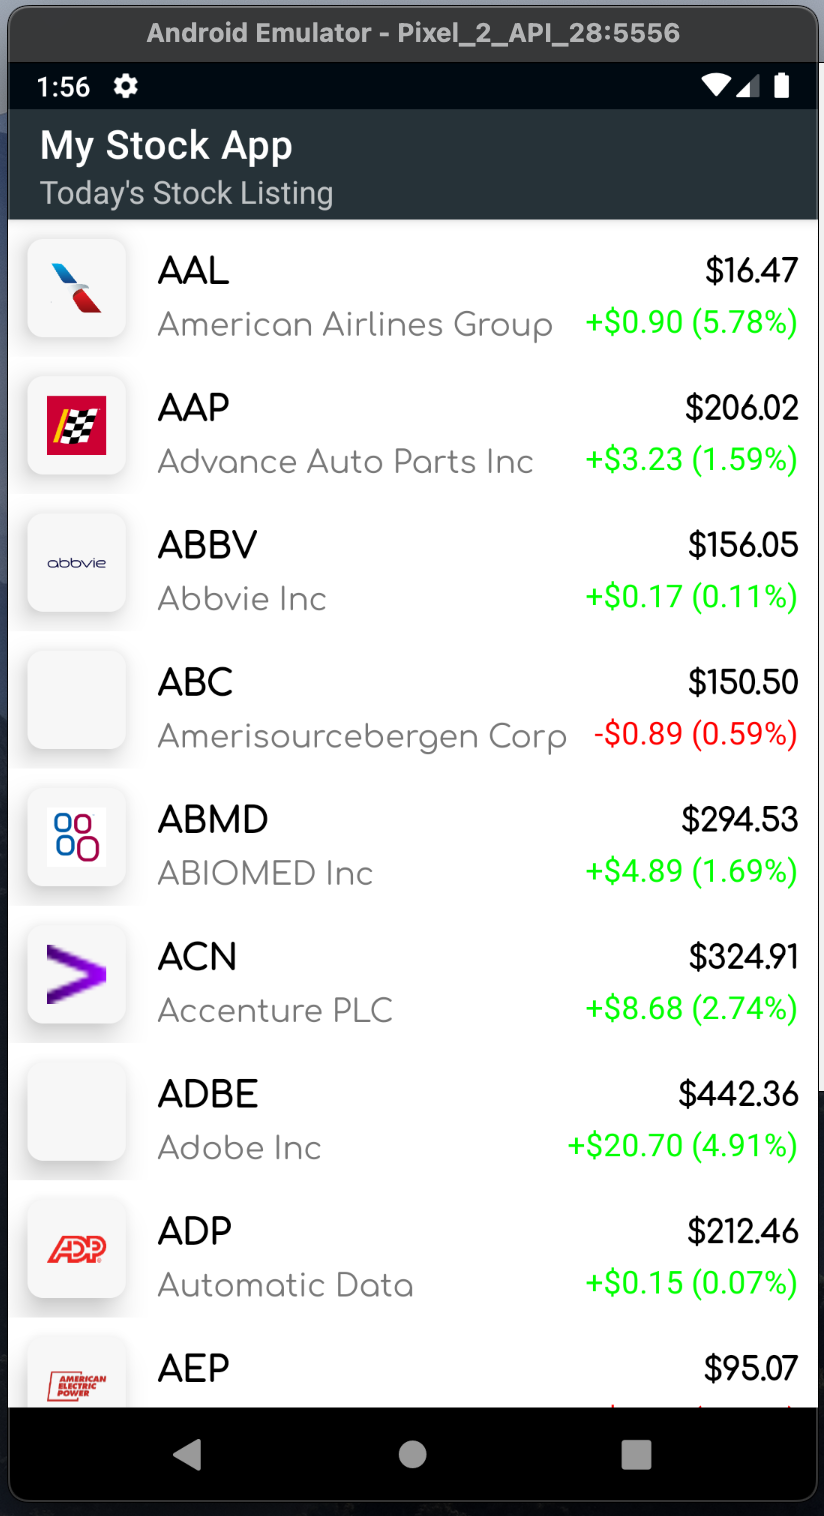 Android Emulator - Pixel_2_API_28:5556
1:56
My Stock App
Today's Stock Listing
AAL $16.47
American Airlines Group +$0.90 (5.78%)
AAP $206.02
Advance Auto Parts Inc +$3.23 (1.59%)
ABBV $156.05
abbvie
Abbvie Inc +$0.17 (0.11%)
ABC $150.50
Amerisourcebergen Corp -$0.89 (0.59%)
ABMD $294.53
ABIOMED Inc +$4.89 (1.69%)
ACN $324.91
Accenture PLC +$8.68 (2.74%)
ADBE $442.36
Adobe Inc +$20.70 (4.91%)
ADP $212.46
ADP
Automatic Data +$0.15 (0.07%)
AEP $95.07
AMERICAN
ELECTRIC
POWER